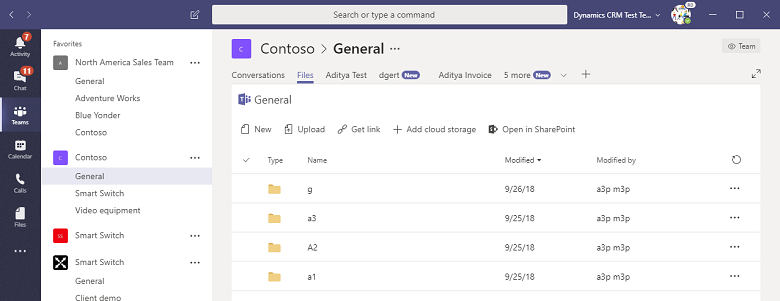 Search or type a command
Dynamics CRM Test Te...
7
Activity
11
Chat
Teams
Calendar
Calls
Files
Favorites
A North America Sales Team
General
Adventure Works
Blue Yonder
Contoso
C Contoso
General
Smart Switch
Video equipment
SS Smart Switch
Smart Switch
General
Client demo
C Contoso > General ...
Team
Conversations Files Aditya Test dgert New Aditya Invoice 5 more New
General
New Upload Get link Add cloud storage Open in SharePoint
Type Name Modified Modified by
g 9/26/18 a3p m3p
a3 9/25/18 a3p m3p
A2 9/25/18 a3p m3p
a1 9/25/18 a3p m3p